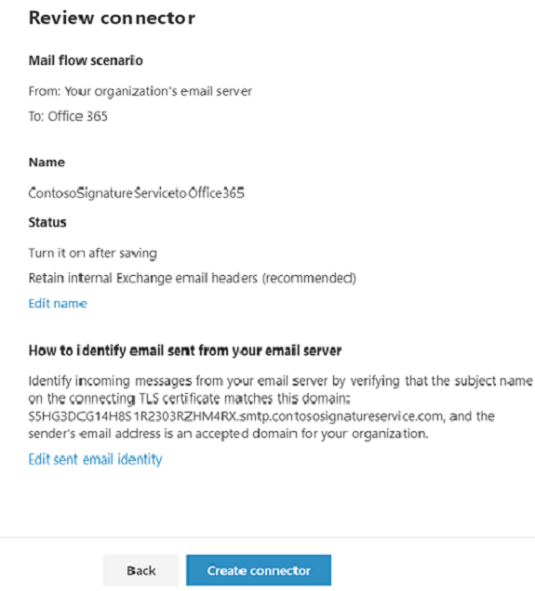 Review connector
Mail flow scenario
From: Your organization's email server
To: Office 365
Name
ContosoSignatureServicetoOffice365
Status
Turn it on after saving
Retain internal Exchange email headers (recommended)
Edit name
How to identify email sent from your email server
Identify incoming messages from your email server by verifying that the subject name
on the connecting TLS certificate matches this domain:
S5HG3DCG14H8S1R2303RZHM4RX.smtp.contososignatureservice.com, and the
sender's email address is an accepted domain for your organization.
Edit sent email identity
Back
Create connector